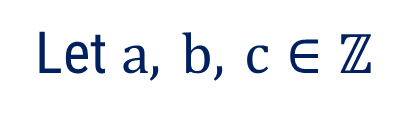 Let a, b, c ∈ ℤ